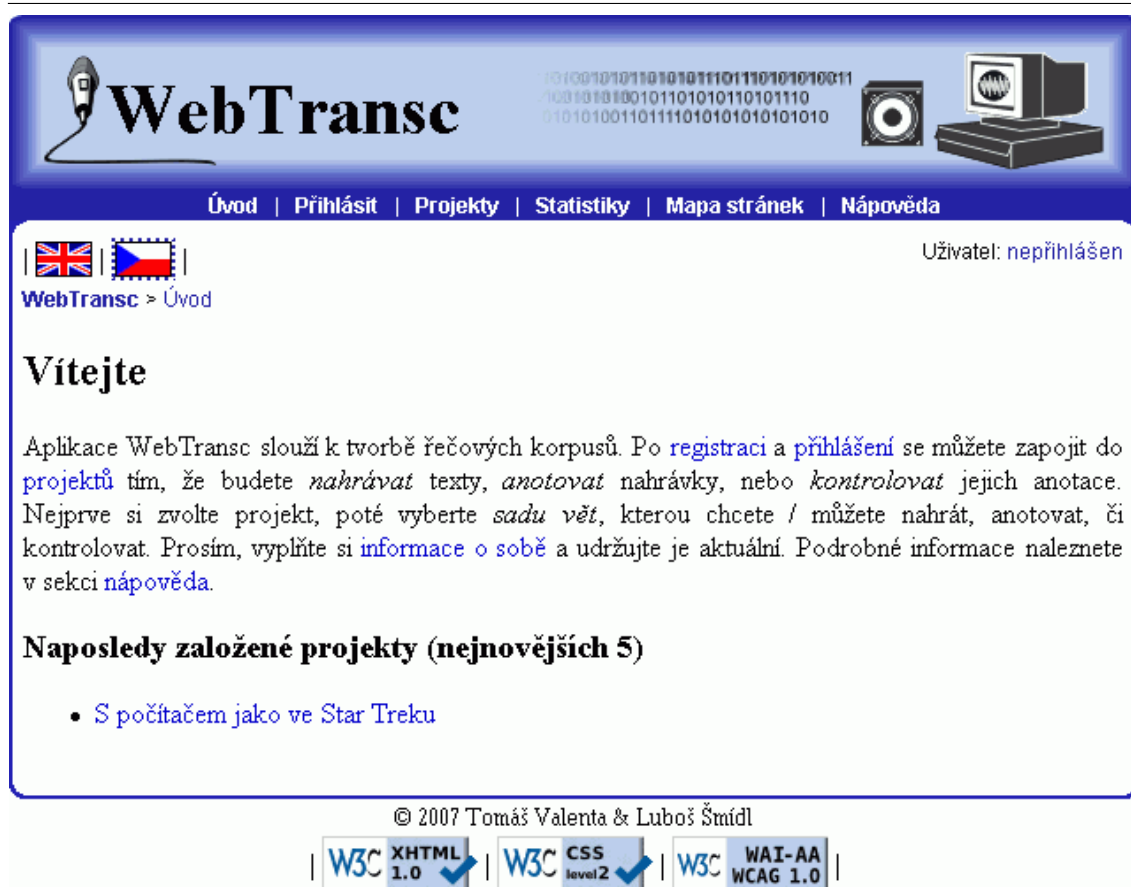 WebTransc
10100101011010101110111010101010011
1001010100101101010110101110
01010100110111101010101010101010
Úvod | Přihlásit | Projekty | Statistiky | Mapa stránek | Nápověda
Uživatel: nepřihlášen
WebTransc > Úvod
Vítejte
Aplikace WebTransc slouží k tvorbě řečových korpusů. Po registraci a přihlášení se můžete zapojit do
projektů tím, že budete nahrávat texty, anotovat nahrávky, nebo kontrolovat jejich anotace.
Nejprve si zvolte projekt, poté vyberte sadu vět, kterou chcete / můžete nahrát, anotovat, či
kontrolovat. Prosím, vyplňte si informace o sobě a udržujte je aktuální. Podrobné informace naleznete
v sekci nápověda.
Naposledy založené projekty (nejnovějších 5)
• S počítačem jako ve Star Treku
© 2007 Tomáš Valenta & Luboš Šmídl
| W3C XHTML 1.0 | W3C CSS level 2 | W3C WAI-AA WCAG 1.0 |